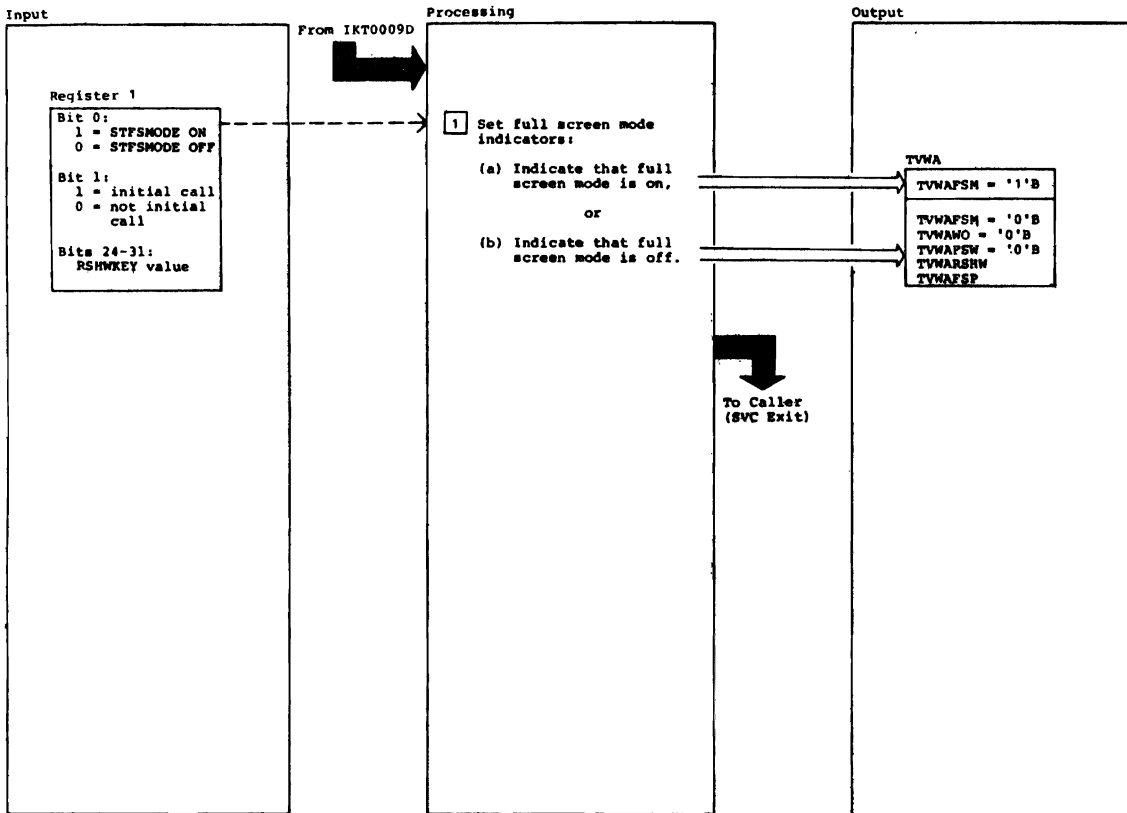 Input
Processing
Output
From IKT0009D
Register 1
Bit 0:
1 = STFSMODE ON
0 = STFSMODE OFF
Bit 1:
1 = initial call
0 = not initial
call
Bits 24-31:
RSHWKEY value
1 Set full screen mode
indicators:
(a) Indicate that full
screen mode is on,
or
(b) Indicate that full
screen mode is off.
TVWA
TVWAFSM = '1'B
TVWAFSM = '0'B
TVWAWO = '0'B
TVWAFSW = '0'B
TVWARSHW
TVWAFSP
To Caller
(SVC Exit)